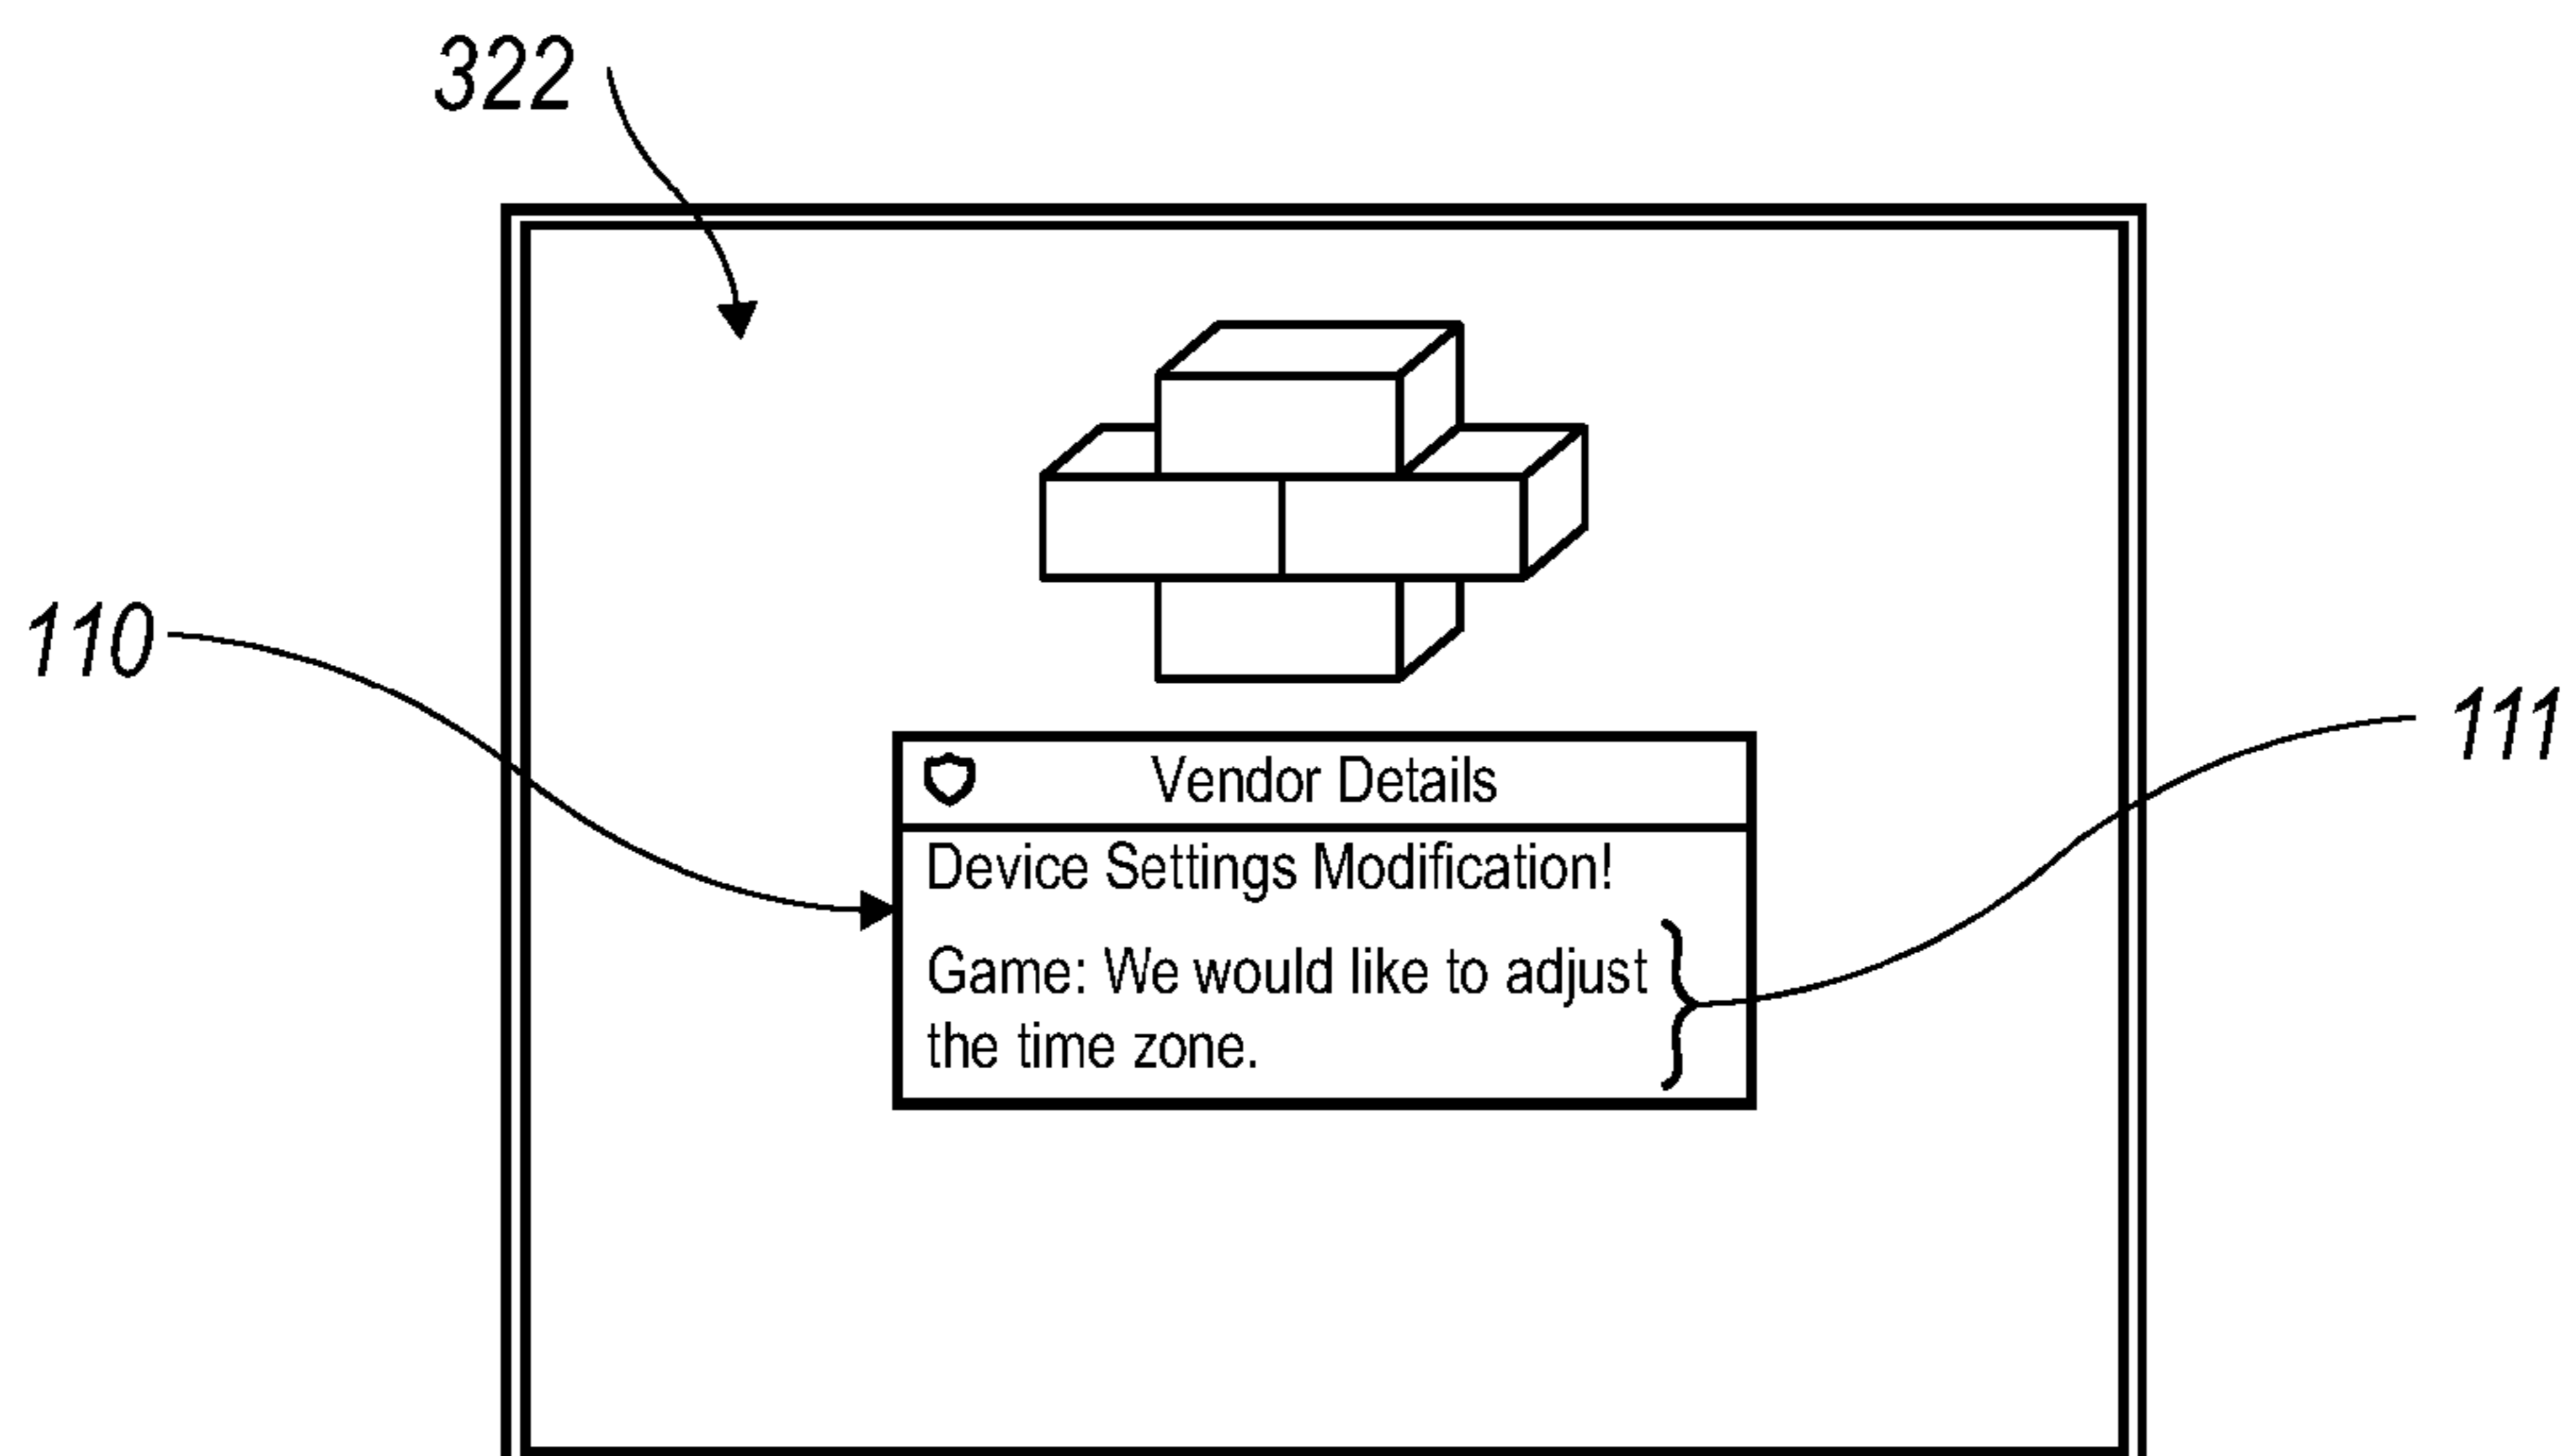 322
110
111
Vendor Details
Device Settings Modification!
Game: We would like to adjust
the time zone.